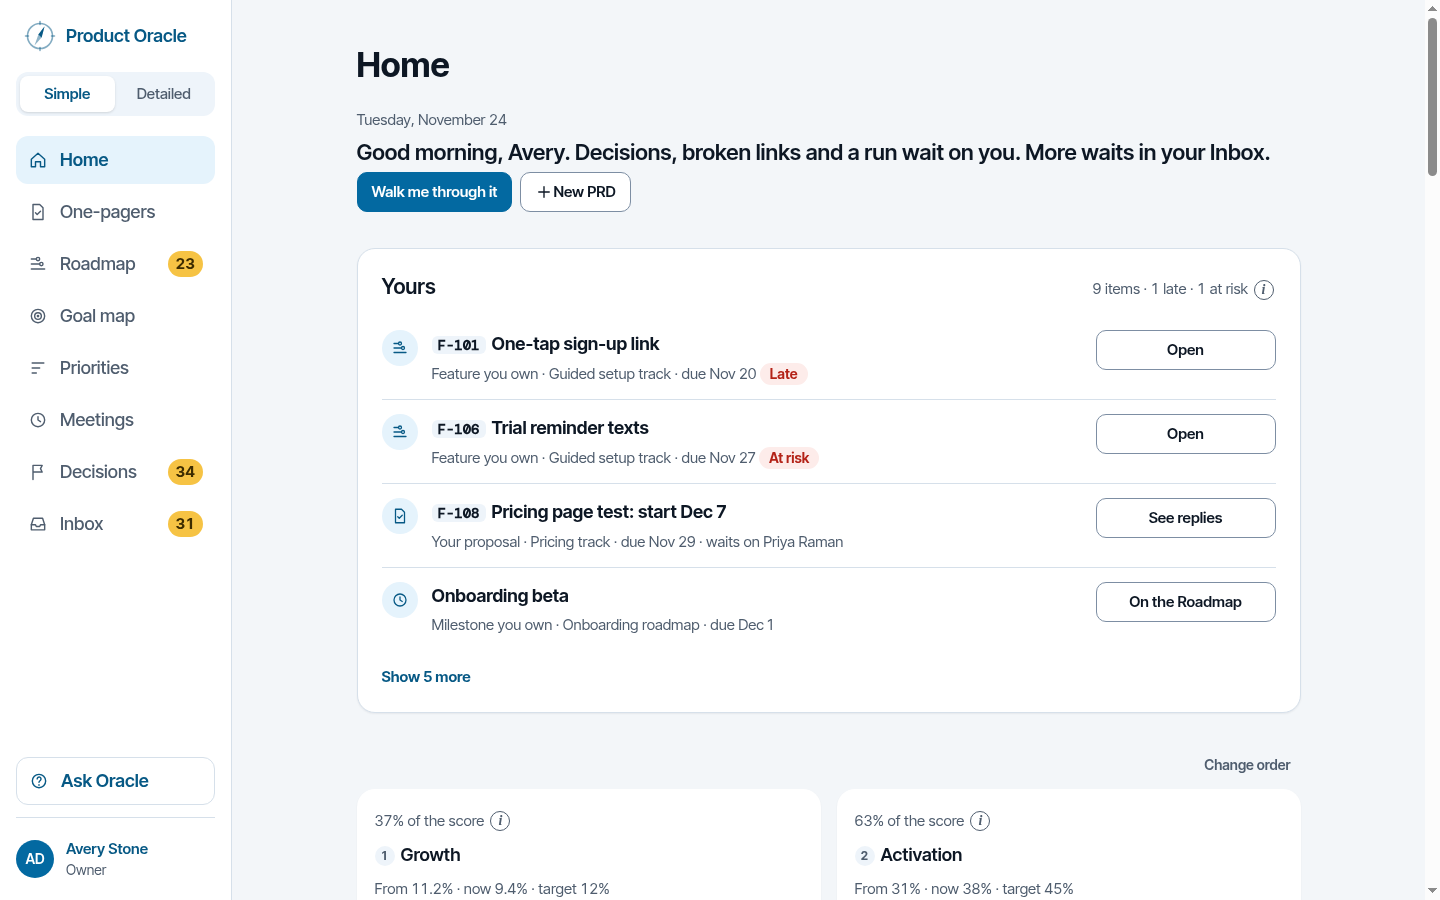 Product Oracle
Simple
Detailed
Home
One-pagers
Roadmap
23
Goal map
Priorities
Meetings
Decisions
34
Inbox
31
Ask Oracle
AD
Avery Stone
Owner
Home
Tuesday, November 24
Good morning, Avery. Decisions, broken links and a run wait on you. More waits in your Inbox.
Walk me through it
+ New PRD
Yours
9 items · 1 late · 1 at risk i
F-101 One-tap sign-up link
Feature you own · Guided setup track · due Nov 20 Late
Open
F-106 Trial reminder texts
Feature you own · Guided setup track · due Nov 27 At risk
Open
F-108 Pricing page test: start Dec 7
Your proposal · Pricing track · due Nov 29 · waits on Priya Raman
See replies
Onboarding beta
Milestone you own · Onboarding roadmap · due Dec 1
On the Roadmap
Show 5 more
Change order
37% of the score i
1 Growth
From 11.2% · now 9.4% · target 12%
63% of the score i
2 Activation
From 31% · now 38% · target 45%